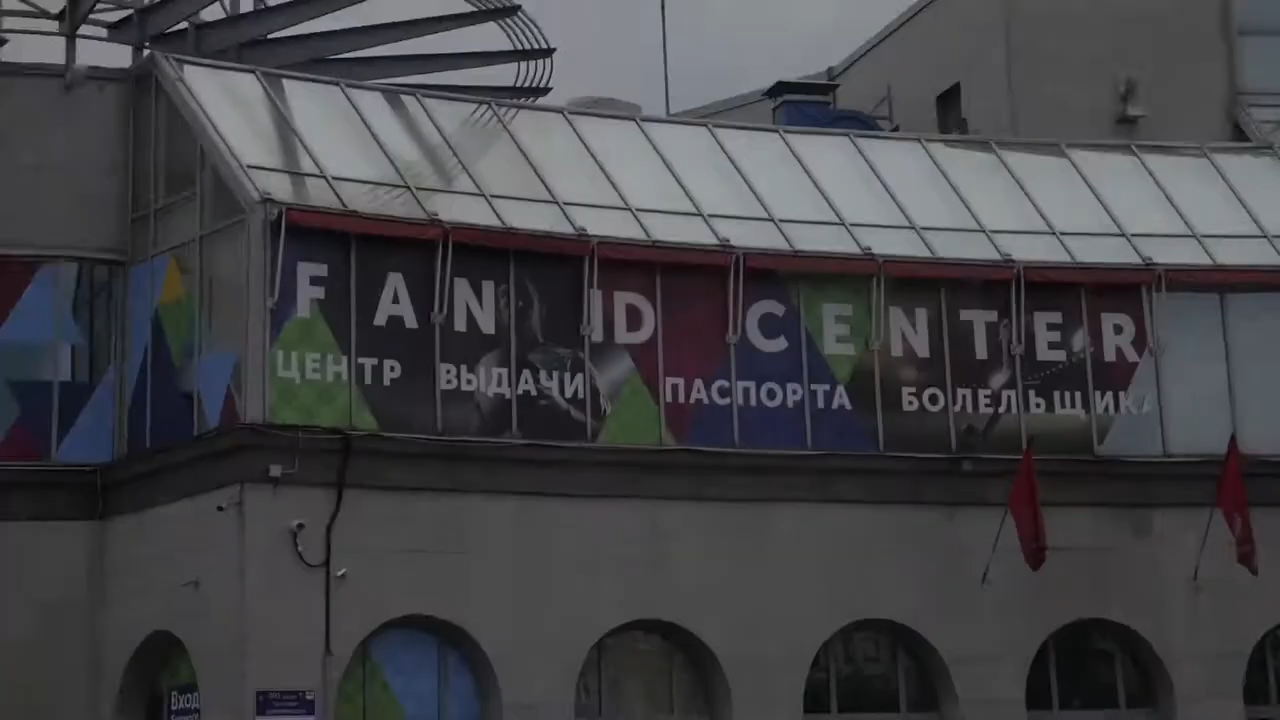 FAN ID CENTER
ЦЕНТР ВЫДАЧИ ПАСПОРТА БОЛЕЛЬЩИКА
Вход